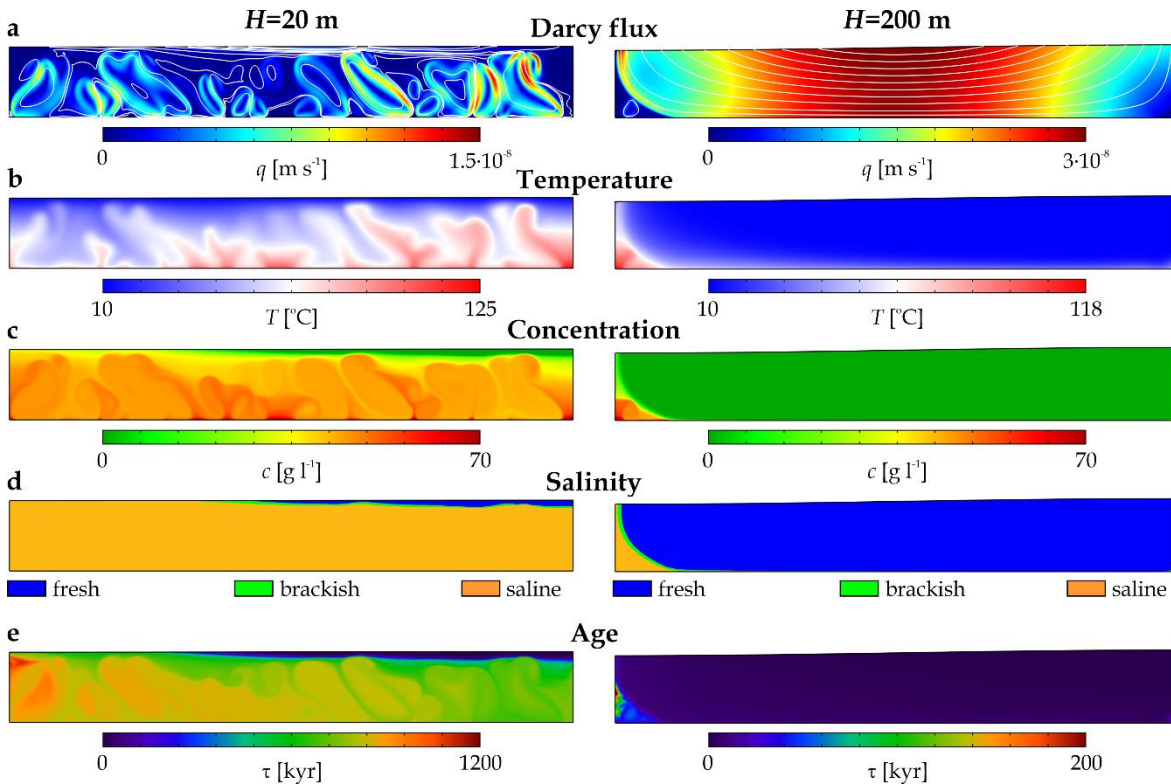 H=20 m
H=200 m
a
Darcy flux
0
1.5·10⁻⁸
q [m s⁻¹]
0
3·10⁻⁸
q [m s⁻¹]
b
Temperature
10
125
T [°C]
10
118
T [°C]
c
Concentration
0
70
c [g l⁻¹]
0
70
c [g l⁻¹]
d
Salinity
fresh
brackish
saline
fresh
brackish
saline
e
Age
0
1200
τ [kyr]
0
200
τ [kyr]